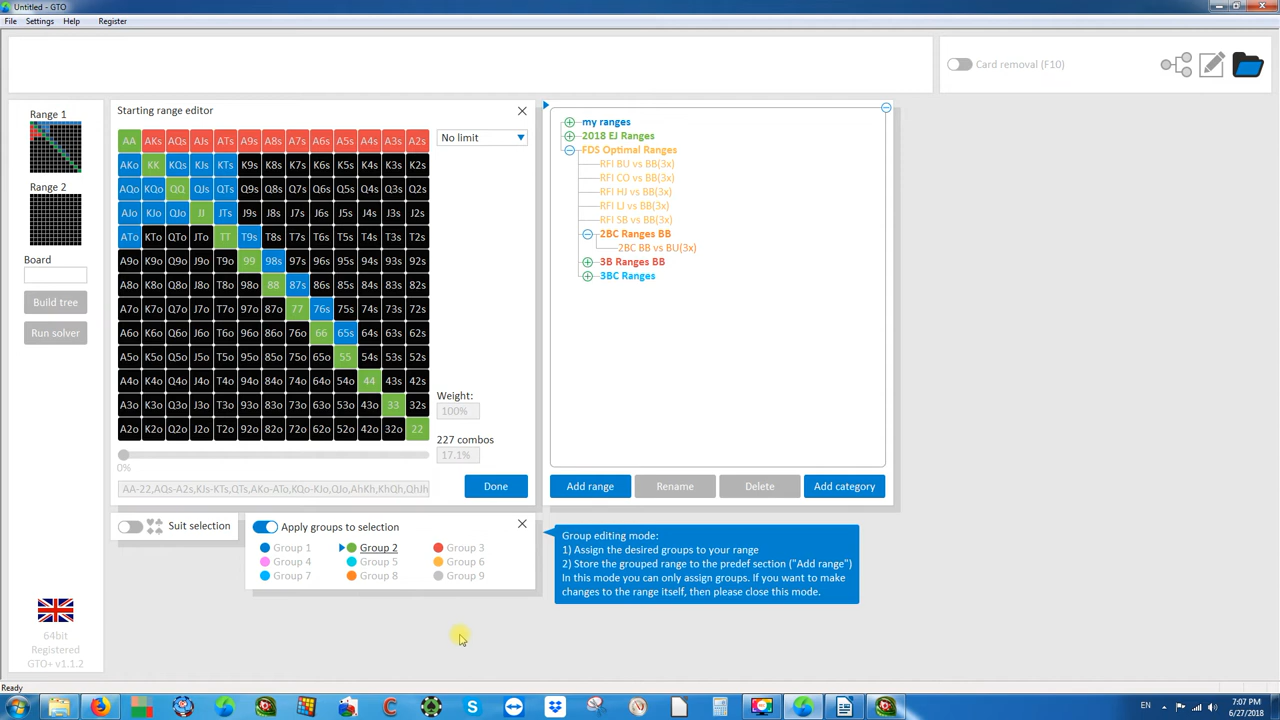 Untitled - GTO
File Settings Help Register
Card removal (F10)
Range 1
Range 2
Board
Build tree
Run solver
Starting range editor
No limit
AA AKs AQs AJs ATs A9s A8s A7s A6s A5s A4s A3s A2s
AKo KK KQs KJs KTs K9s K8s K7s K6s K5s K4s K3s K2s
AQo KQo QQ QJs QTs Q9s Q8s Q7s Q6s Q5s Q4s Q3s Q2s
AJo KJo QJo JJ JTs J9s J8s J7s J6s J5s J4s J3s J2s
ATo KTo QTo JTo TT T9s T8s T7s T6s T5s T4s T3s T2s
A9o K9o Q9o J9o T9o 99 98s 97s 96s 95s 94s 93s 92s
A8o K8o Q8o J8o T8o 98o 88 87s 86s 85s 84s 83s 82s
A7o K7o Q7o J7o T7o 97o 87o 77 76s 75s 74s 73s 72s
A6o K6o Q6o J6o T6o 96o 86o 76o 66 65s 64s 63s 62s
A5o K5o Q5o J5o T5o 95o 85o 75o 65o 55 54s 53s 52s
A4o K4o Q4o J4o T4o 94o 84o 74o 64o 54o 44 43s 42s
A3o K3o Q3o J3o T3o 93o 83o 73o 63o 53o 43o 33 32s
A2o K2o Q2o J2o T2o 92o 82o 72o 62o 52o 42o 32o 22
Weight:
100%
227 combos
17.1%
0%
AA-22,AQs-A2s,KJs-KTs,QTs,AKo-ATo,KQo-KJo,QJo,AhKh,KhQh,QhJh
Done
my ranges
2018 EJ Ranges
FDS Optimal Ranges
RFI BU vs BB(3x)
RFI CO vs BB(3x)
RFI HJ vs BB(3x)
RFI LJ vs BB(3x)
RFI SB vs BB(3x)
2BC Ranges BB
2BC BB vs BU(3x)
3B Ranges BB
3BC Ranges
Add range Rename Delete Add category
Suit selection
Apply groups to selection
Group 1 Group 2 Group 3
Group 4 Group 5 Group 6
Group 7 Group 8 Group 9
Group editing mode:
1) Assign the desired groups to your range
2) Store the grouped range to the predef section ("Add range")
In this mode you can only assign groups. If you want to make
changes to the range itself, then please close this mode.
64bit
Registered
GTO+ v1.1.2
Ready
EN
7:07 PM
6/27/2018